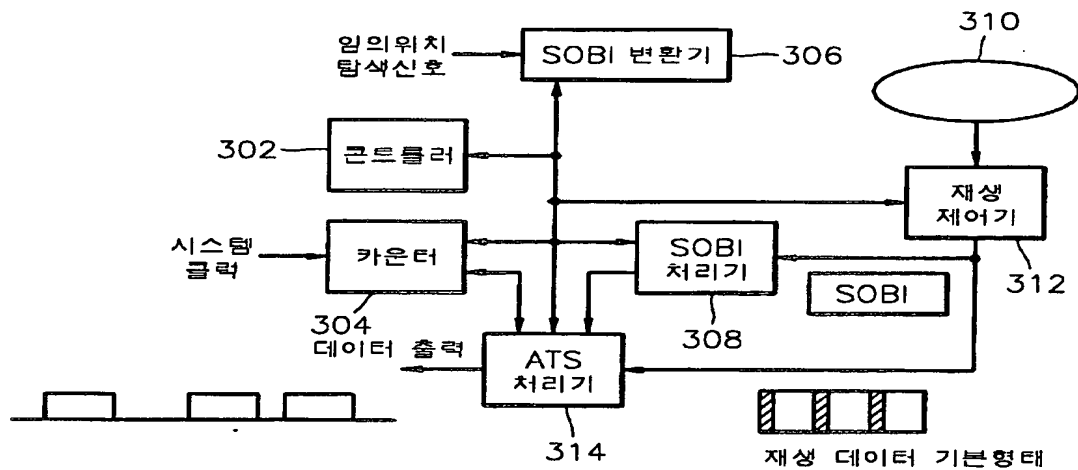 임의위치
탐색신호
SOBI 변환기
306
310
302
콘트롤러
재생
제어기
312
시스템
클럭
카운터
304
SOBI
처리기
308
SOBI
데이터 출력
ATS
처리기
314
재생 데이터 기본형태